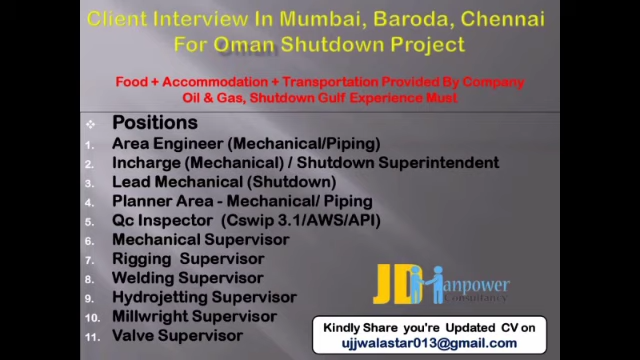 Client Interview In Mumbai, Baroda, Chennai
For Oman Shutdown Project
Food + Accommodation + Transportation Provided By Company
Oil & Gas, Shutdown Gulf Experience Must
❖ Positions
1. Area Engineer (Mechanical/Piping)
2. Incharge (Mechanical) / Shutdown Superintendent
3. Lead Mechanical (Shutdown)
4. Planner Area - Mechanical/ Piping
5. Qc Inspector (Cswip 3.1/AWS/API)
6. Mechanical Supervisor
7. Rigging Supervisor
8. Welding Supervisor
9. Hydrojetting Supervisor
10. Millwright Supervisor
11. Valve Supervisor
JD Manpower
Consultancy
Kindly Share you're Updated CV on
ujjwalastar013@gmail.com